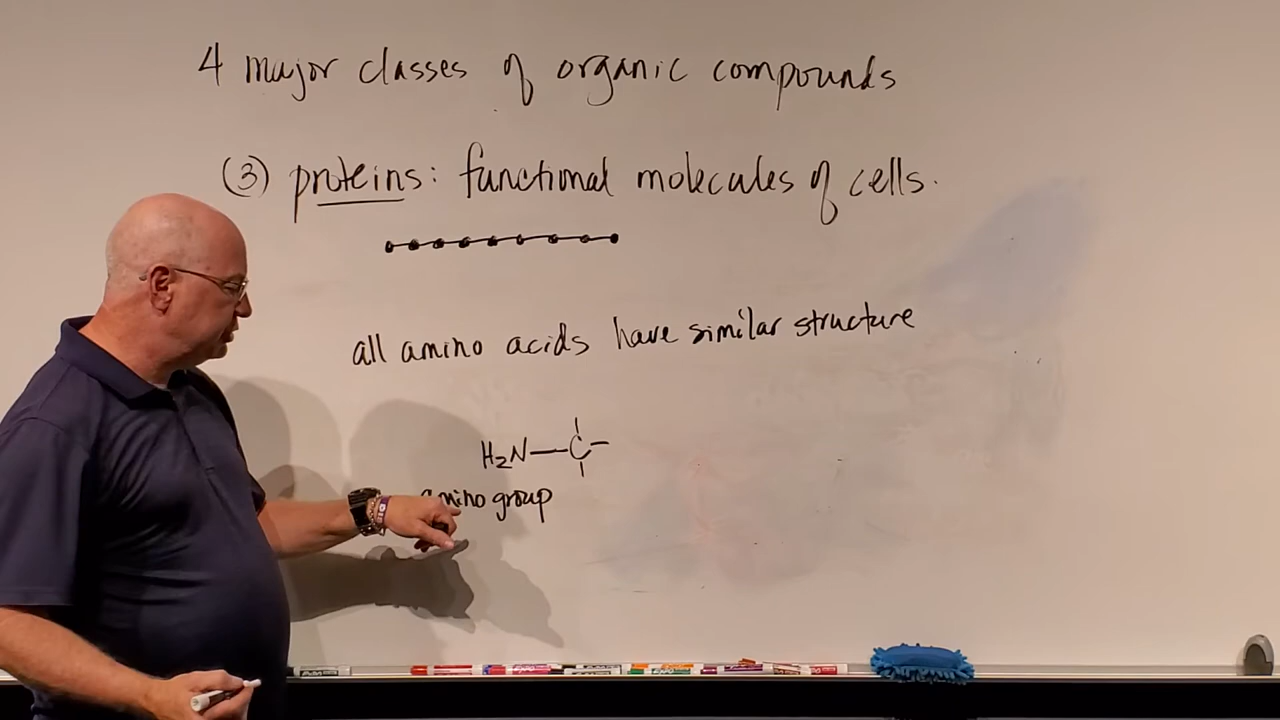 4 major classes of organic compounds
(3) proteins: functional molecules of cells.
all amino acids have similar structure
H₂N—C—
amino group